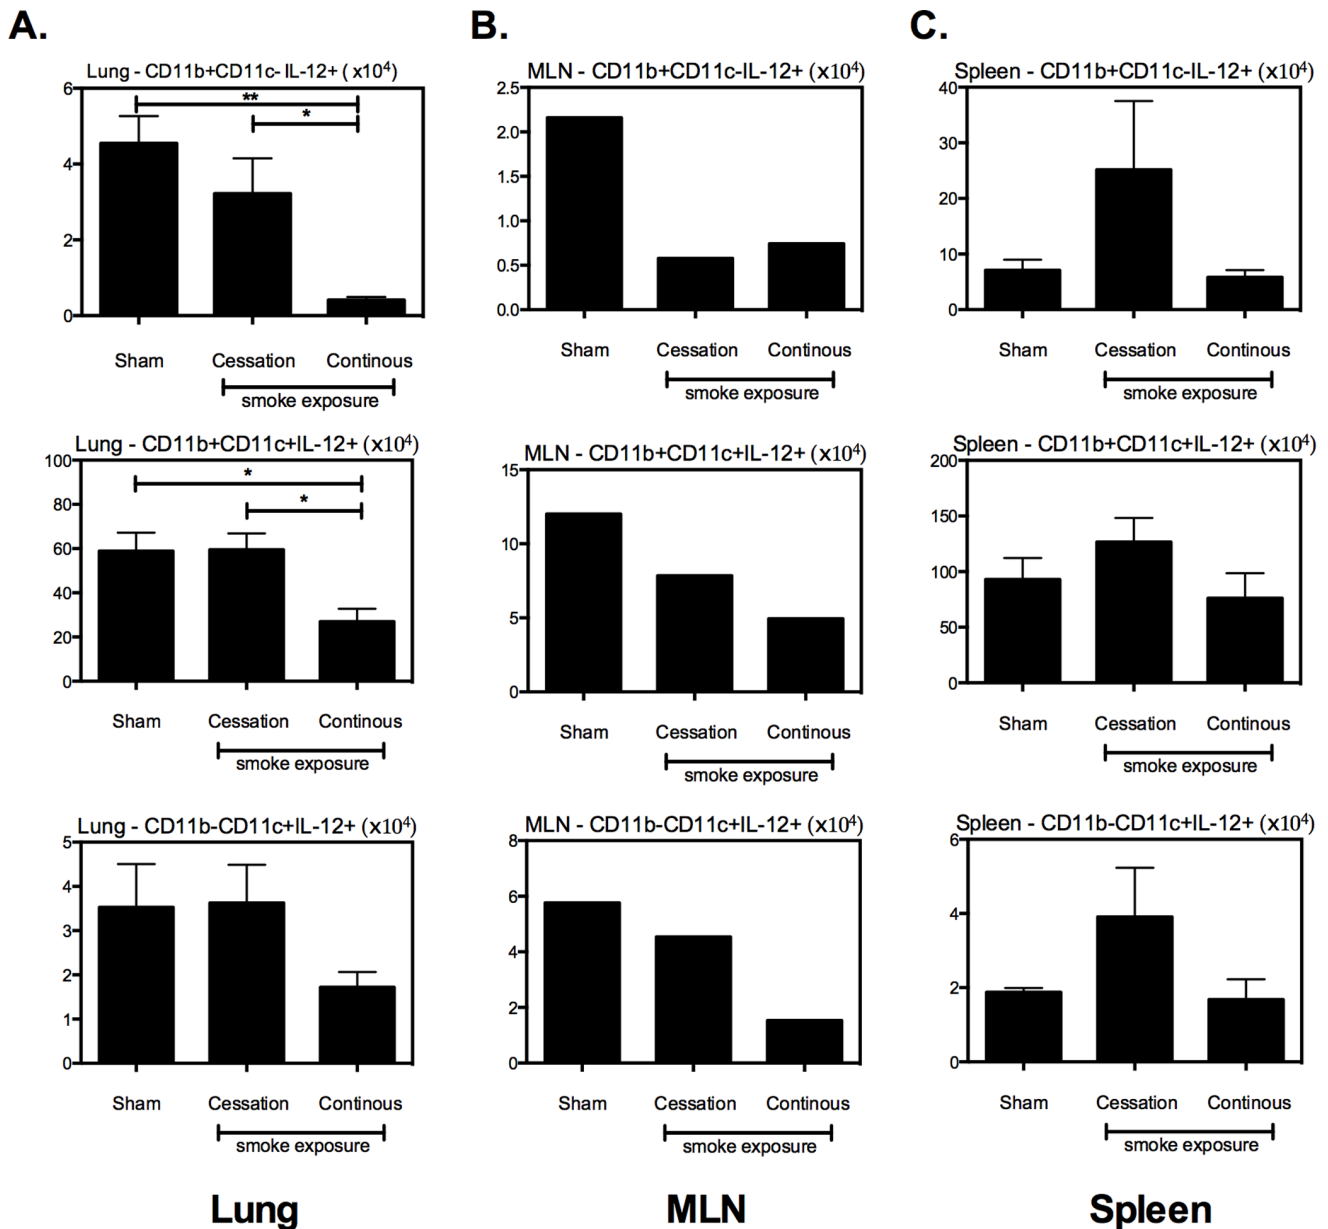 A.
Lung - CD11b+CD11c- IL-12+ ( x10⁴)
6
4
2
0
**
*
Sham Cessation Continous
smoke exposure
Lung - CD11b+CD11c+IL-12+ (x10⁴)
100
80
60
40
20
0
*
*
Sham Cessation Continous
smoke exposure
Lung - CD11b-CD11c+IL-12+ (x10⁴)
5
4
3
2
1
0
Sham Cessation Continous
smoke exposure
Lung
B.
MLN - CD11b+CD11c-IL-12+ (x10⁴)
2.5
2.0
1.5
1.0
0.5
0.0
Sham Cessation Continous
smoke exposure
MLN - CD11b+CD11c+IL-12+ (x10⁴)
15
10
5
0
Sham Cessation Continous
smoke exposure
MLN - CD11b-CD11c+IL-12+ (x10⁴)
8
6
4
2
0
Sham Cessation Continous
smoke exposure
MLN
C.
Spleen - CD11b+CD11c-IL-12+ (x10⁴)
40
30
20
10
0
Sham Cessation Continous
smoke exposure
Spleen - CD11b+CD11c+IL-12+ (x10⁴)
200
150
100
50
0
Sham Cessation Continous
smoke exposure
Spleen - CD11b-CD11c+IL-12+ (x10⁴)
6
4
2
0
Sham Cessation Continous
smoke exposure
Spleen